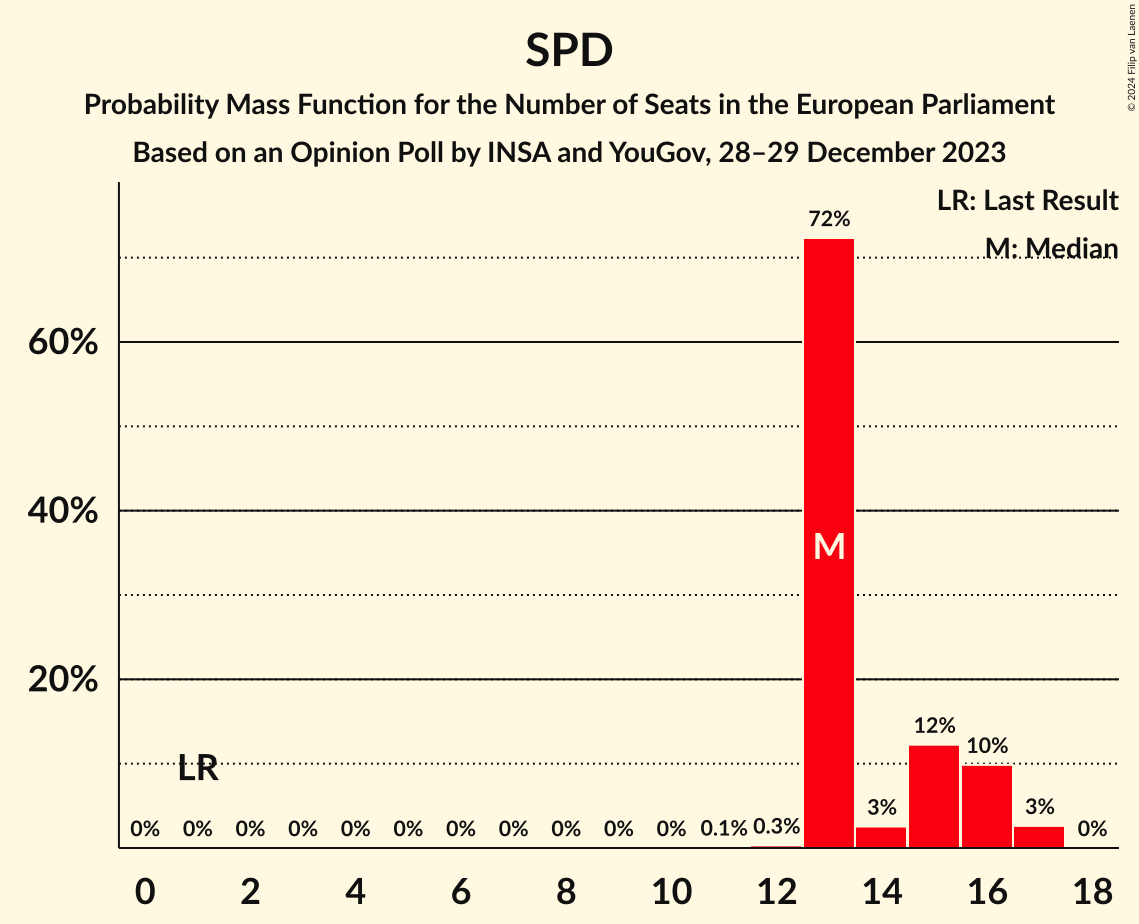 SPD
Probability Mass Function for the Number of Seats in the European Parliament
Based on an Opinion Poll by INSA and YouGov, 28–29 December 2023
© 2024 Filip van Laenen
LR: Last Result
M: Median
72%
60%
40%
M
20%
12%
10%
LR
3%
3%
0% 0% 0% 0% 0% 0% 0% 0% 0% 0% 0% 0.1% 0.3% 0%
0 2 4 6 8 10 12 14 16 18